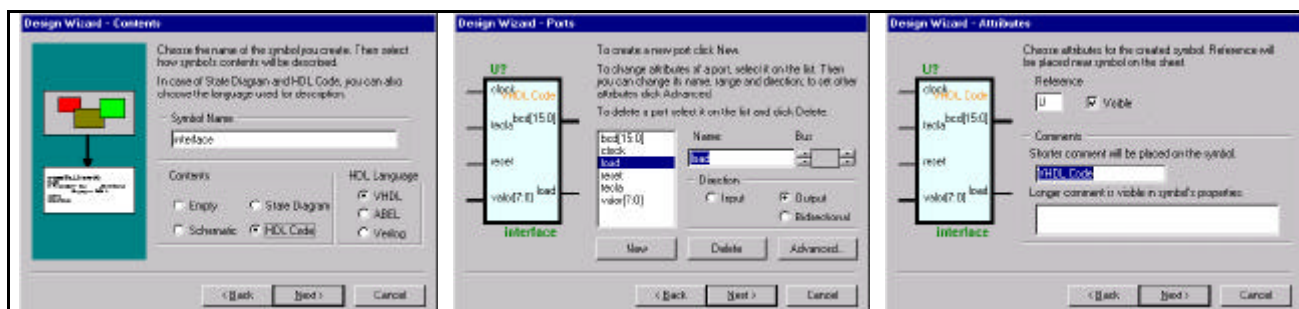 Design Wizard - Contents
Choose the name of the symbol you create. Then select
how symbol's contents will be described.
In case of State Diagram and HDL Code, you can also
choose the language used for description.
Symbol Name
interface
Contents
Empty
State Diagram
Schematic
HDL Code
HDL Language
VHDL
ABEL
Verilog
< Back
Next >
Cancel
Design Wizard - Ports
To create a new port click New.
To change attributes of a port, select it on the list. Then
you can change its name, range and direction; to set other
attributes click Advanced.
To delete a port select it on the list and click Delete.
U?
clock
VHDL Code
bcd[15:0]
tecla
reset
load
valor[7:0]
interface
bcd[15:0]
clock
load
reset
tecla
valor[7:0]
Name:
load
Bus:
Direction
Input
Output
Bidirectional
New
Delete
Advanced...
< Back
Next >
Cancel
Design Wizard - Attributes
Choose attributes for the created symbol. Reference will
be placed near symbol on the sheet.
U?
clock
VHDL Code
bcd[15:0]
tecla
reset
load
valor[7:0]
interface
Reference
U
Visible
Comments
Shorter comment will be placed on the symbol.
VHDL Code
Longer comment is visible in symbol's properties:
< Back
Next >
Cancel